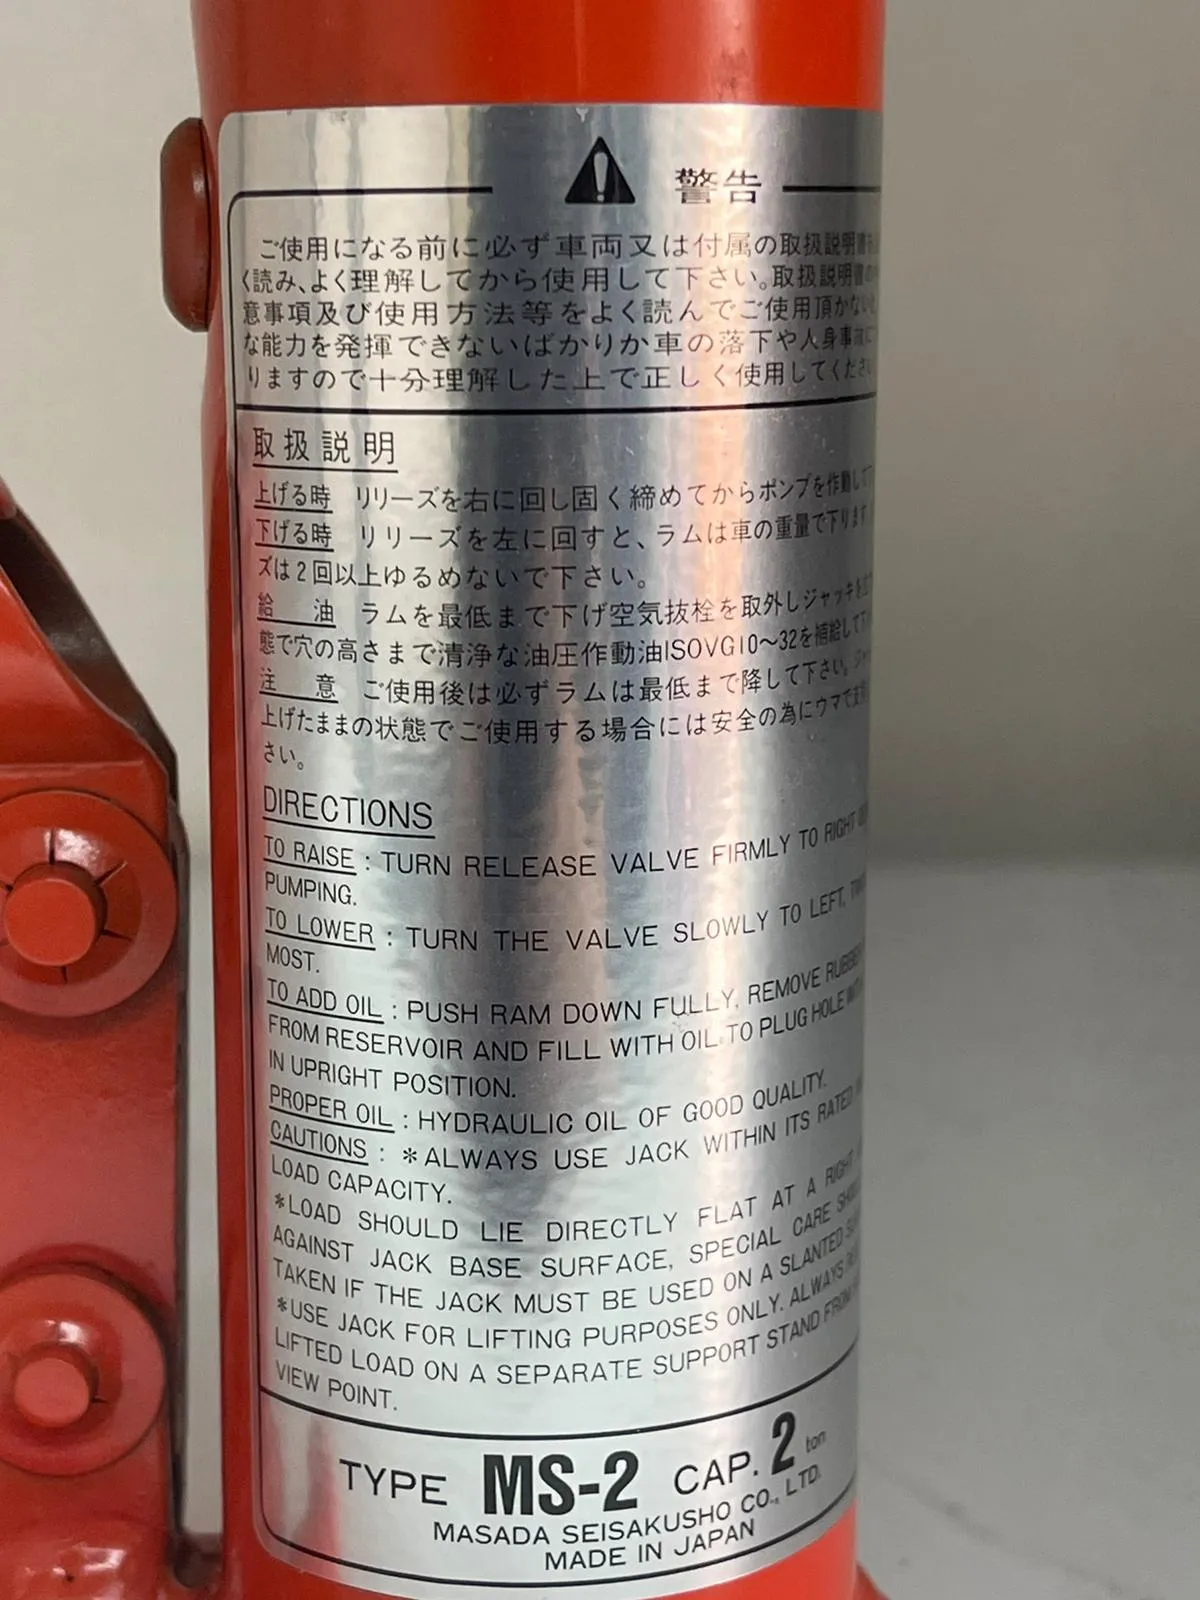 警告
ご使用になる前に必ず車両又は付属の取扱説明書
く読み、よく理解してから使用して下さい。取扱説明書の
意事項及び使用方法等をよく読んでご使用頂かない
な能力を発揮できないばかりか車の落下や人身事故に
りますので十分理解した上で正しく使用してください
取扱説明
上げる時 リリーズを右に回し固く締めてからポンプを作動して
下げる時 リリーズを左に回すと、ラムは車の重量で下ります
ズは2回以上ゆるめないで下さい。
給油 ラムを最低まで下げ空気抜栓を取外しジャッキを
態で穴の高さまで清浄な油圧作動油ISOVG10〜32を補給して下
注意 ご使用後は必ずラムは最低まで降して下さい。ジャ
上げたままの状態でご使用する場合には安全の為にウマで支
さい。
DIRECTIONS
TO RAISE : TURN RELEASE VALVE FIRMLY TO RIGHT
PUMPING.
TO LOWER : TURN THE VALVE SLOWLY TO LEFT,
MOST.
TO ADD OIL : PUSH RAM DOWN FULLY, REMOVE RUBBER
FROM RESERVOIR AND FILL WITH OIL TO PLUG HOLE WITH
IN UPRIGHT POSITION.
PROPER OIL : HYDRAULIC OIL OF GOOD QUALITY.
CAUTIONS : *ALWAYS USE JACK WITHIN ITS RATED
LOAD CAPACITY.
*LOAD SHOULD LIE DIRECTLY FLAT AT A RIGHT
AGAINST JACK BASE SURFACE, SPECIAL CARE SHOULD
TAKEN IF THE JACK MUST BE USED ON A SLANTED
*USE JACK FOR LIFTING PURPOSES ONLY. ALWAYS
LIFTED LOAD ON A SEPARATE SUPPORT STAND FROM
VIEW POINT.
TYPE MS-2 CAP. 2 ton
MASADA SEISAKUSHO CO., LTD.
MADE IN JAPAN